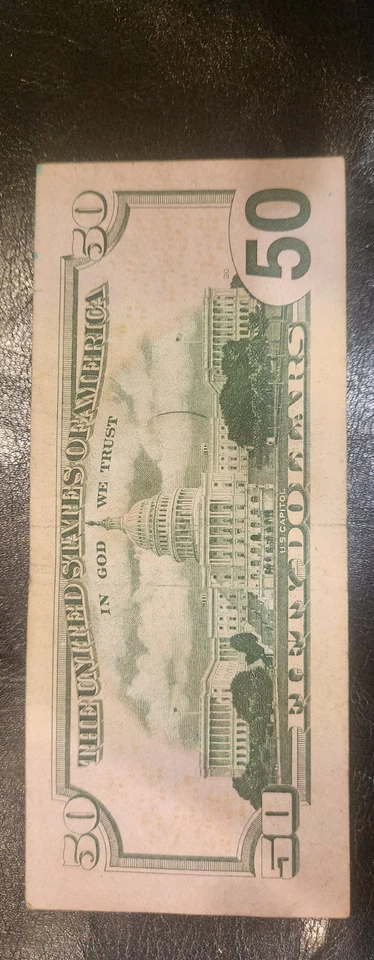 50 THE UNITED STATES OF AMERICA 50
IN GOD WE TRUST
U.S. CAPITOL
50 FIFTY DOLLARS 50